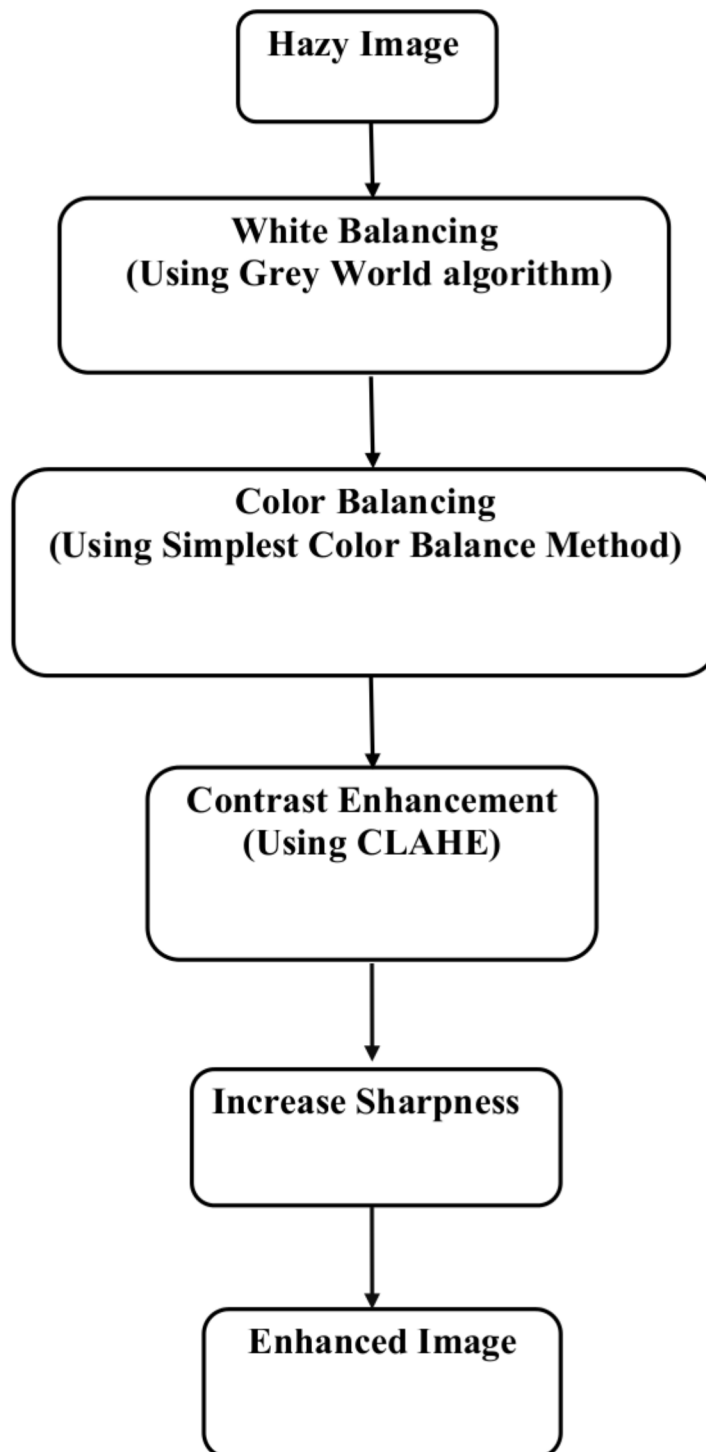 Hazy Image
White Balancing
(Using Grey World algorithm)
Color Balancing
(Using Simplest Color Balance Method)
Contrast Enhancement
(Using CLAHE)
Increase Sharpness
Enhanced Image